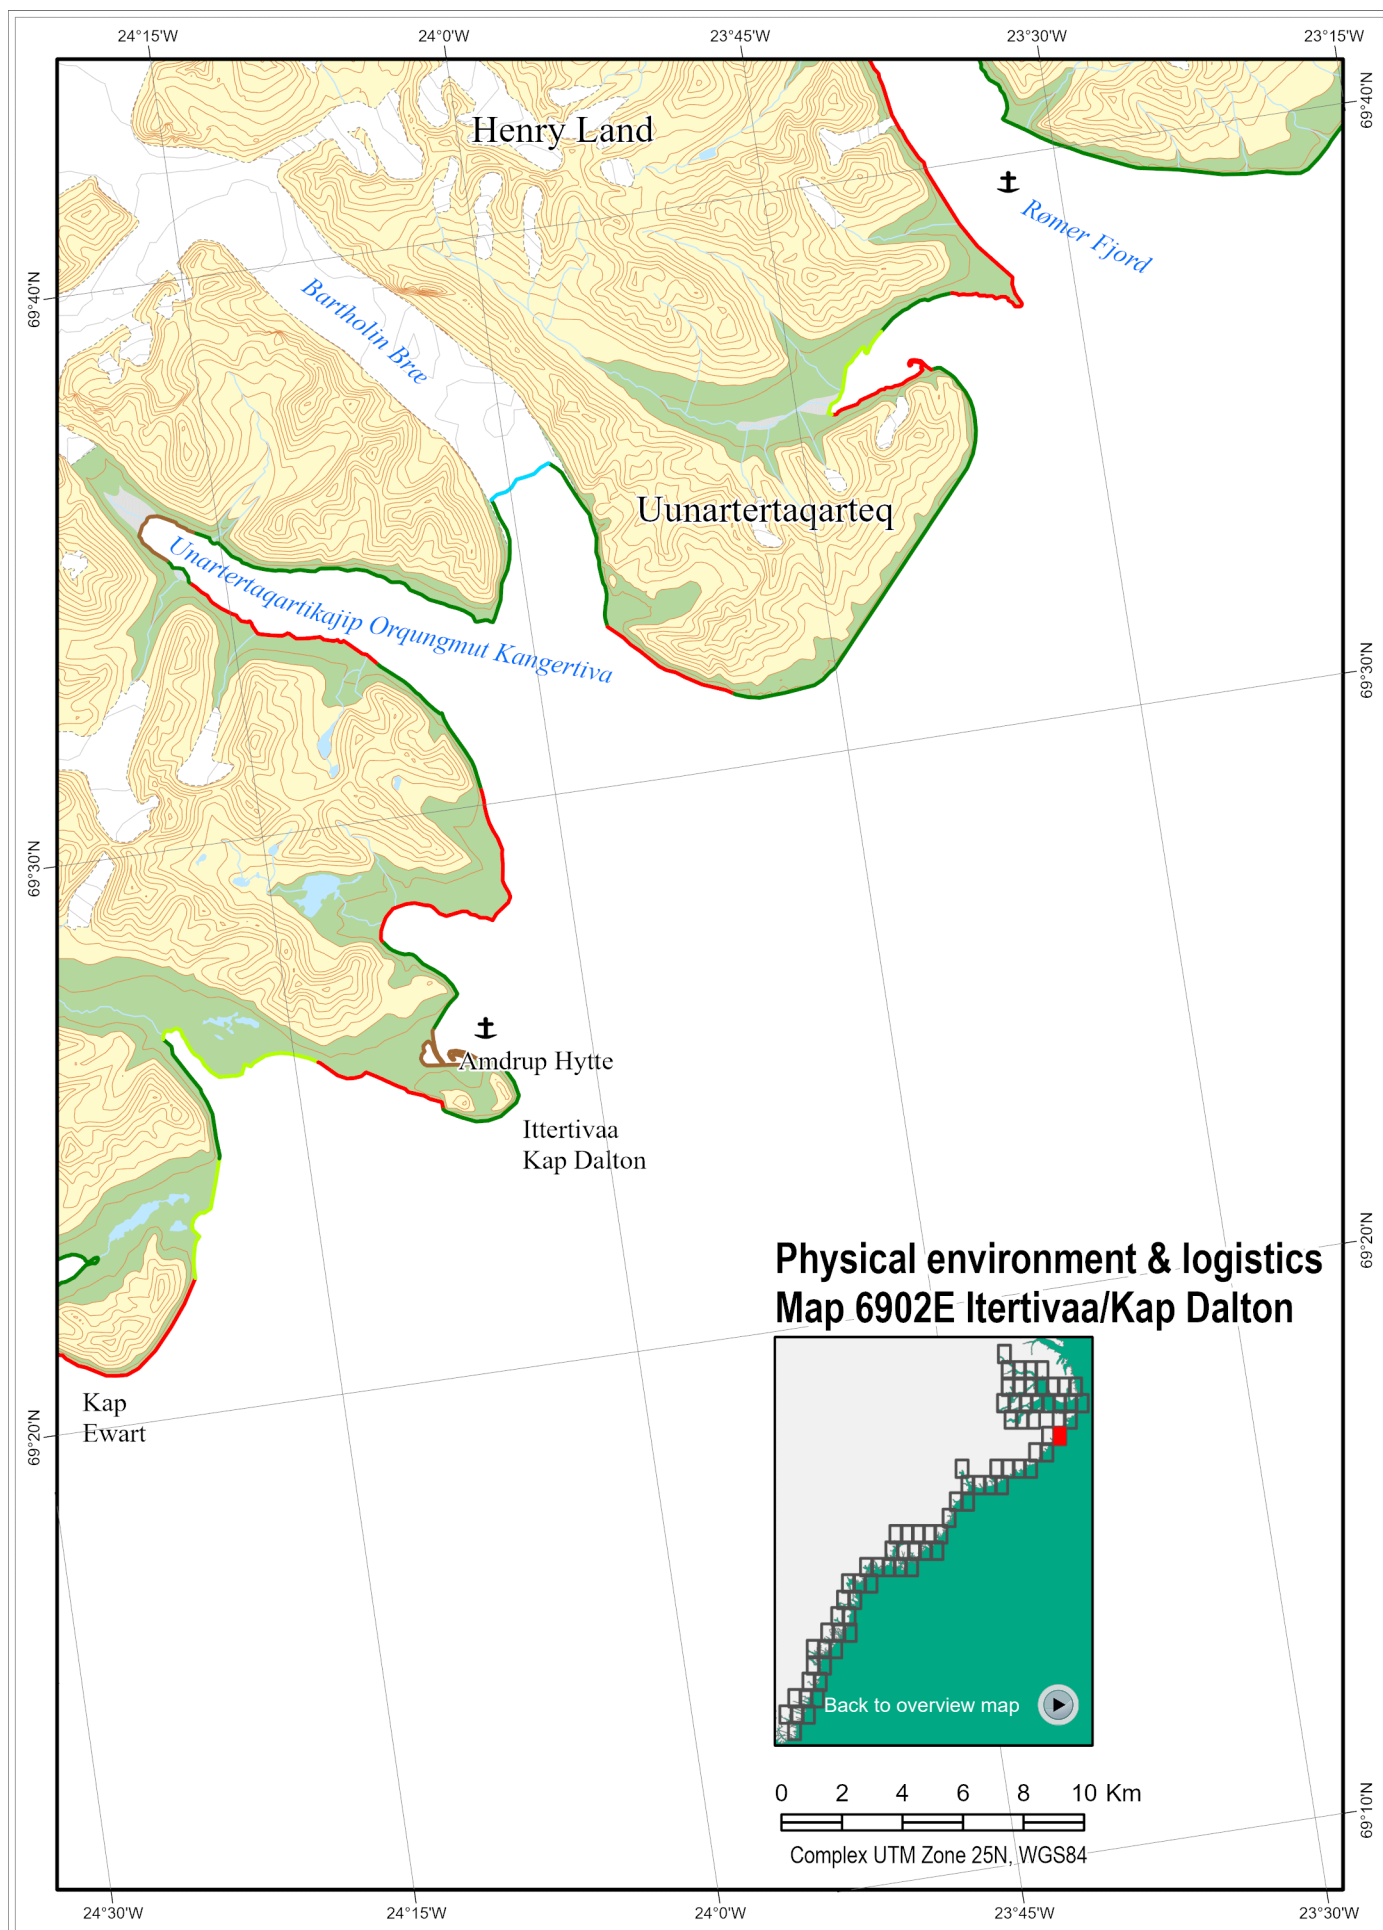 24°15'W
24°0'W
23°45'W
23°30'W
23°15'W
69°40'N
Henry Land
Rømer Fjord
69°40'N
Bartholin Bræ
Uunartertaqarteq
Unartertaqartikajip Orqungmut Kangertiva
69°30'N
69°30'N
Amdrup Hytte
Ittertivaa
Kap Dalton
69°20'N
Physical environment & logistics
Map 6902E Itertivaa/Kap Dalton
Kap
Ewart
69°20'N
Back to overview map
0 2 4 6 8 10 Km
69°10'N
Complex UTM Zone 25N, WGS84
24°30'W
24°15'W
24°0'W
23°45'W
23°30'W